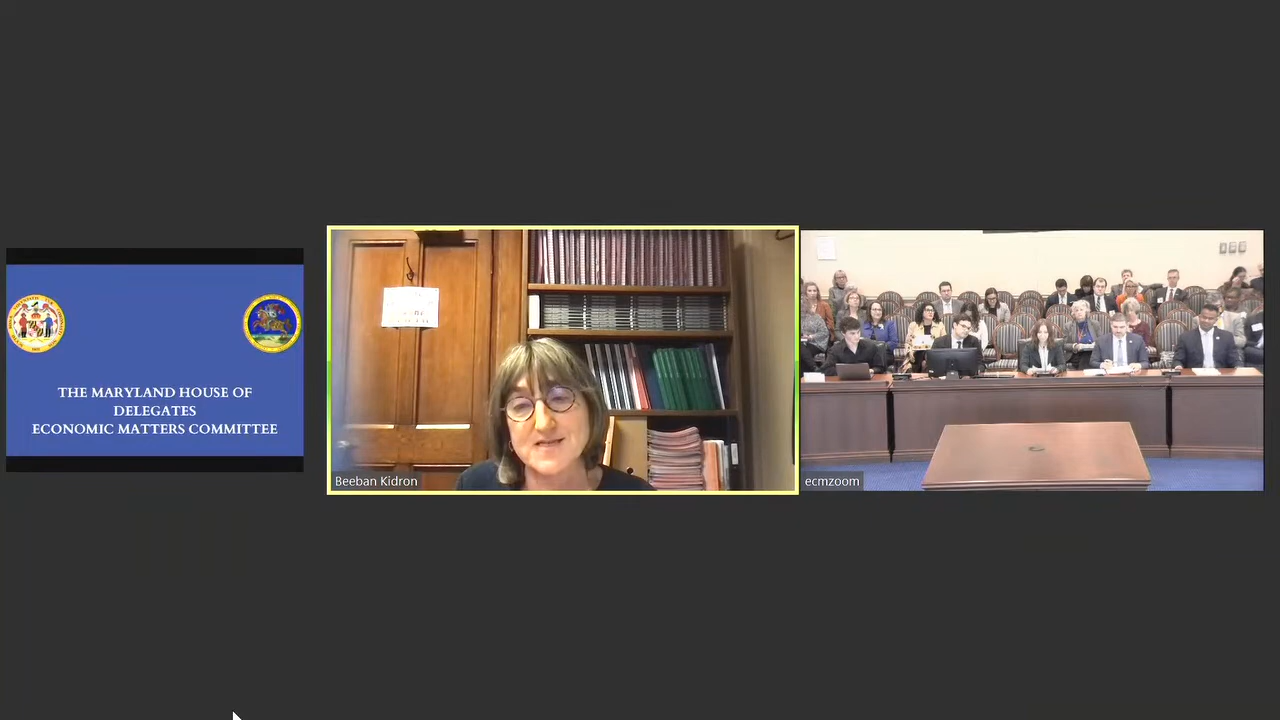 THE MARYLAND HOUSE OF
DELEGATES
ECONOMIC MATTERS COMMITTEE
Beeban Kidron
ecmzoom